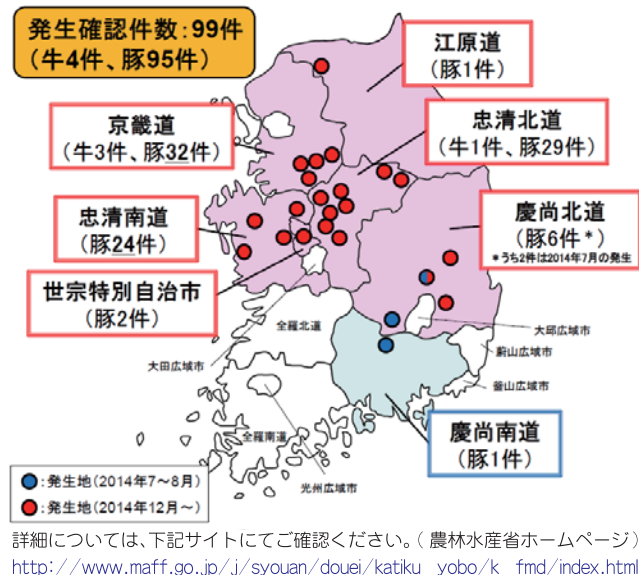 発生確認件数：99件
（牛4件、豚95件）
江原道
（豚1件）
京畿道
（牛3件、豚32件）
忠清北道
（牛1件、豚29件）
忠清南道
（豚24件）
慶尚北道
（豚6件*）
*うち2件は2014年7月の発生
世宗特別自治市
（豚2件）
全羅北道
大田広域市
大邱広域市
蔚山広域市
釜山広域市
全羅南道
慶尚南道
（豚1件）
光州広域市
●:発生地（2014年7～8月）
●:発生地（2014年12月～）
詳細については、下記サイトにてご確認ください。（農林水産省ホームページ）
http://www.maff.go.jp/j/syouan/douei/katiku_yobo/k_fmd/index.html